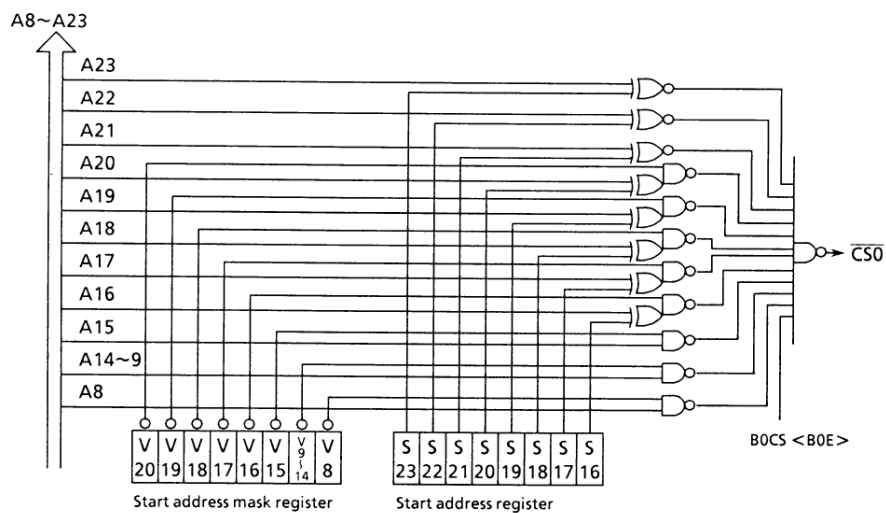 A8～A23
A23
A22
A21
A20
A19
A18
A17
A16
A15
A14～9
A8
CS0
B0CS <B0E>
V 20
V 19
V 18
V 17
V 16
V 15
V 9 ～ 14
V 8
S 23
S 22
S 21
S 20
S 19
S 18
S 17
S 16
Start address mask register
Start address register